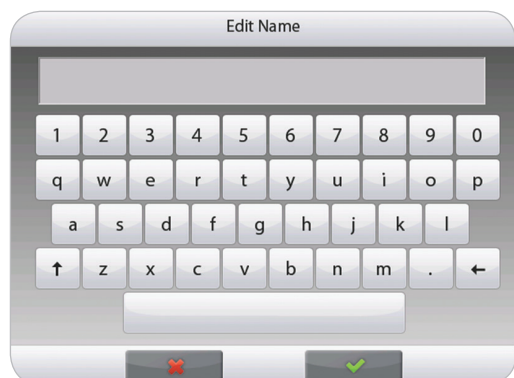 Edit Name
1 2 3 4 5 6 7 8 9 0
q w e r t y u i o p
a s d f g h j k l
↑ z x c v b n m . ←